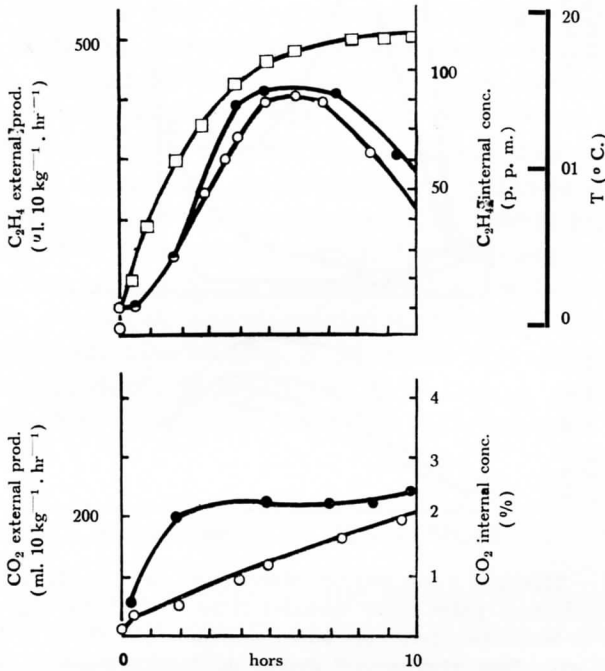 500
C₂H₄ external prod.
(ul. 10 kg⁻¹ . hr⁻¹)
100
50
C₂H₄ internal conc.
(p. p. m.)
20
01
0
T (º C.)
200
CO₂ external prod.
(ml. 10 kg⁻¹ . hr⁻¹)
4
3
2
1
CO₂ internal conc.
(%)
0 hors 10